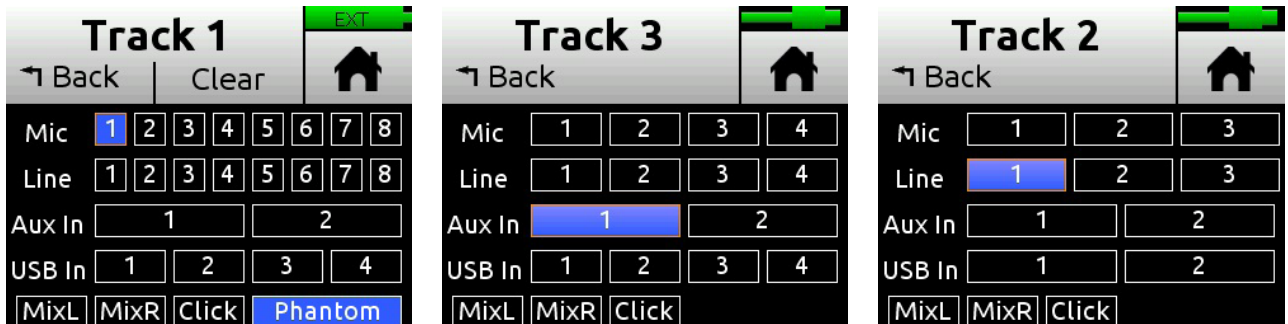 Track 1
EXT
Back Clear
Mic 1 2 3 4 5 6 7 8
Line 1 2 3 4 5 6 7 8
Aux In 1 2
USB In 1 2 3 4
MixL MixR Click Phantom
Track 3
Back
Mic 1 2 3 4
Line 1 2 3 4
Aux In 1 2
USB In 1 2 3 4
MixL MixR Click
Track 2
Back
Mic 1 2 3
Line 1 2 3
Aux In 1 2
USB In 1 2
MixL MixR Click